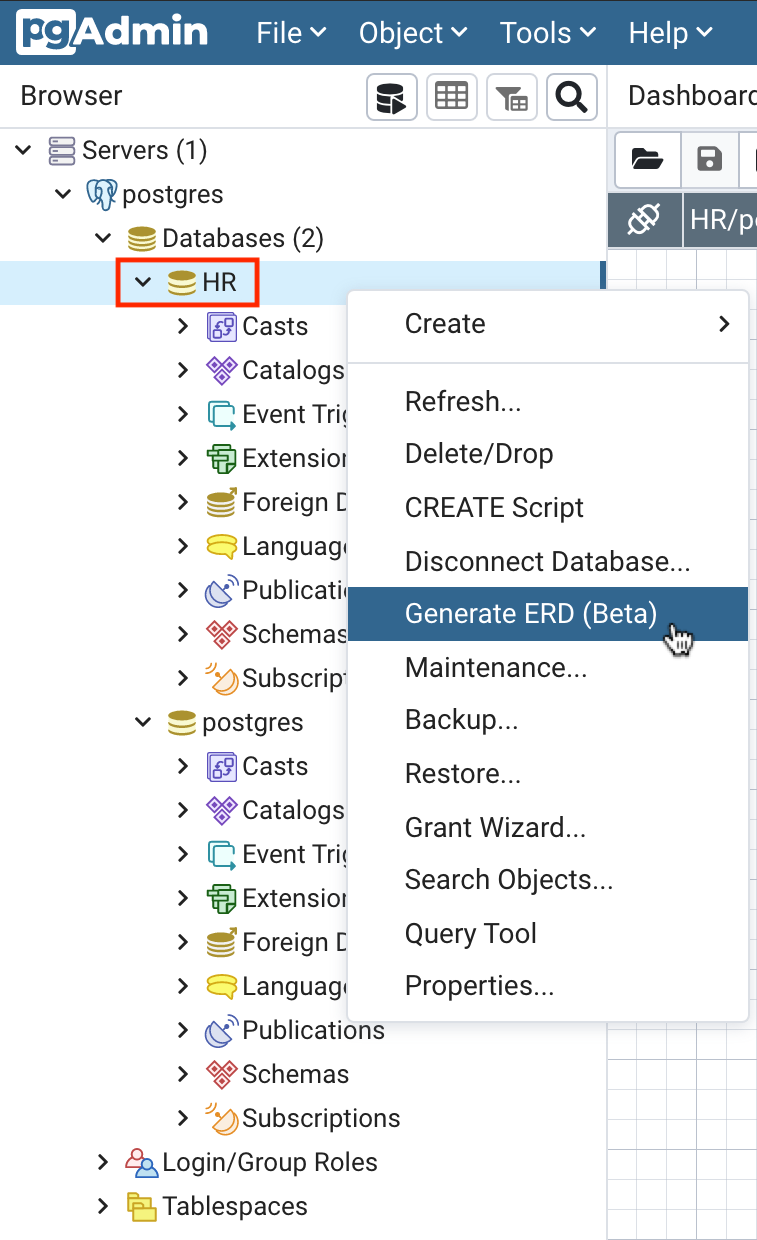 pgAdmin File Object Tools Help
Browser
Dashboard
Servers (1)
postgres
Databases (2)
HR/po
HR
Casts
Catalogs
Event Trig
Extension
Foreign D
Language
Publicatio
Schemas
Subscript
Create
Refresh...
Delete/Drop
CREATE Script
Disconnect Database...
Generate ERD (Beta)
Maintenance...
Backup...
Restore...
Grant Wizard...
Search Objects...
Query Tool
Properties...
postgres
Casts
Catalogs
Event Trig
Extension
Foreign D
Language
Publications
Schemas
Subscriptions
Login/Group Roles
Tablespaces